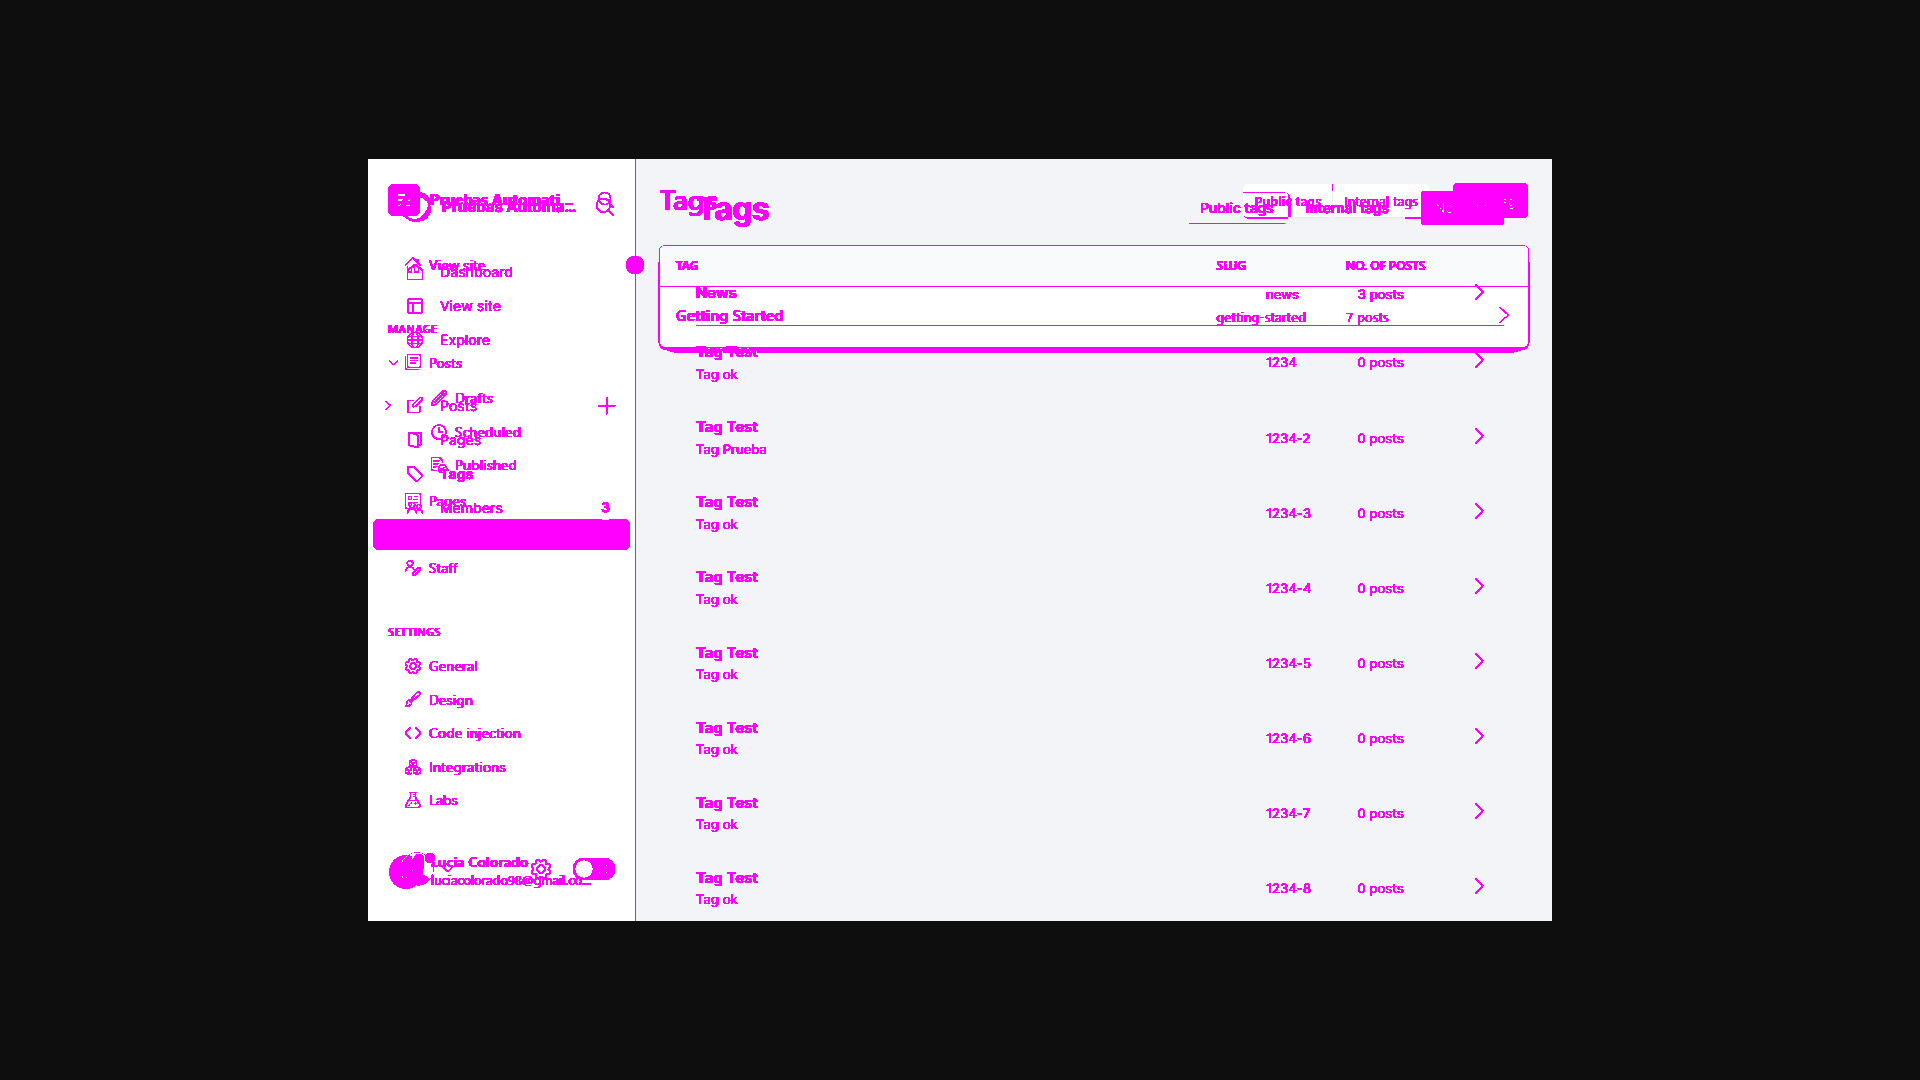 Pruebas Automati...
Pruebas Automa...
View site
Dashboard
View site
MANAGE
Explore
Posts
Drafts
Posts
Scheduled
Pages
Published
Tags
Pages
Members 3
Staff
SETTINGS
General
Design
Code injection
Integrations
Labs
Lucia Colorado
luciacolorado98@gmail.co...
Tags
Tags
Public tags Internal tags
Public tags Internal tags
TAG SLUG NO. OF POSTS
News news 3 posts
Getting Started getting-started 7 posts
Tag Test 1234 0 posts
Tag ok
Tag Test 1234-2 0 posts
Tag Prueba
Tag Test 1234-3 0 posts
Tag ok
Tag Test 1234-4 0 posts
Tag ok
Tag Test 1234-5 0 posts
Tag ok
Tag Test 1234-6 0 posts
Tag ok
Tag Test 1234-7 0 posts
Tag ok
Tag Test 1234-8 0 posts
Tag ok